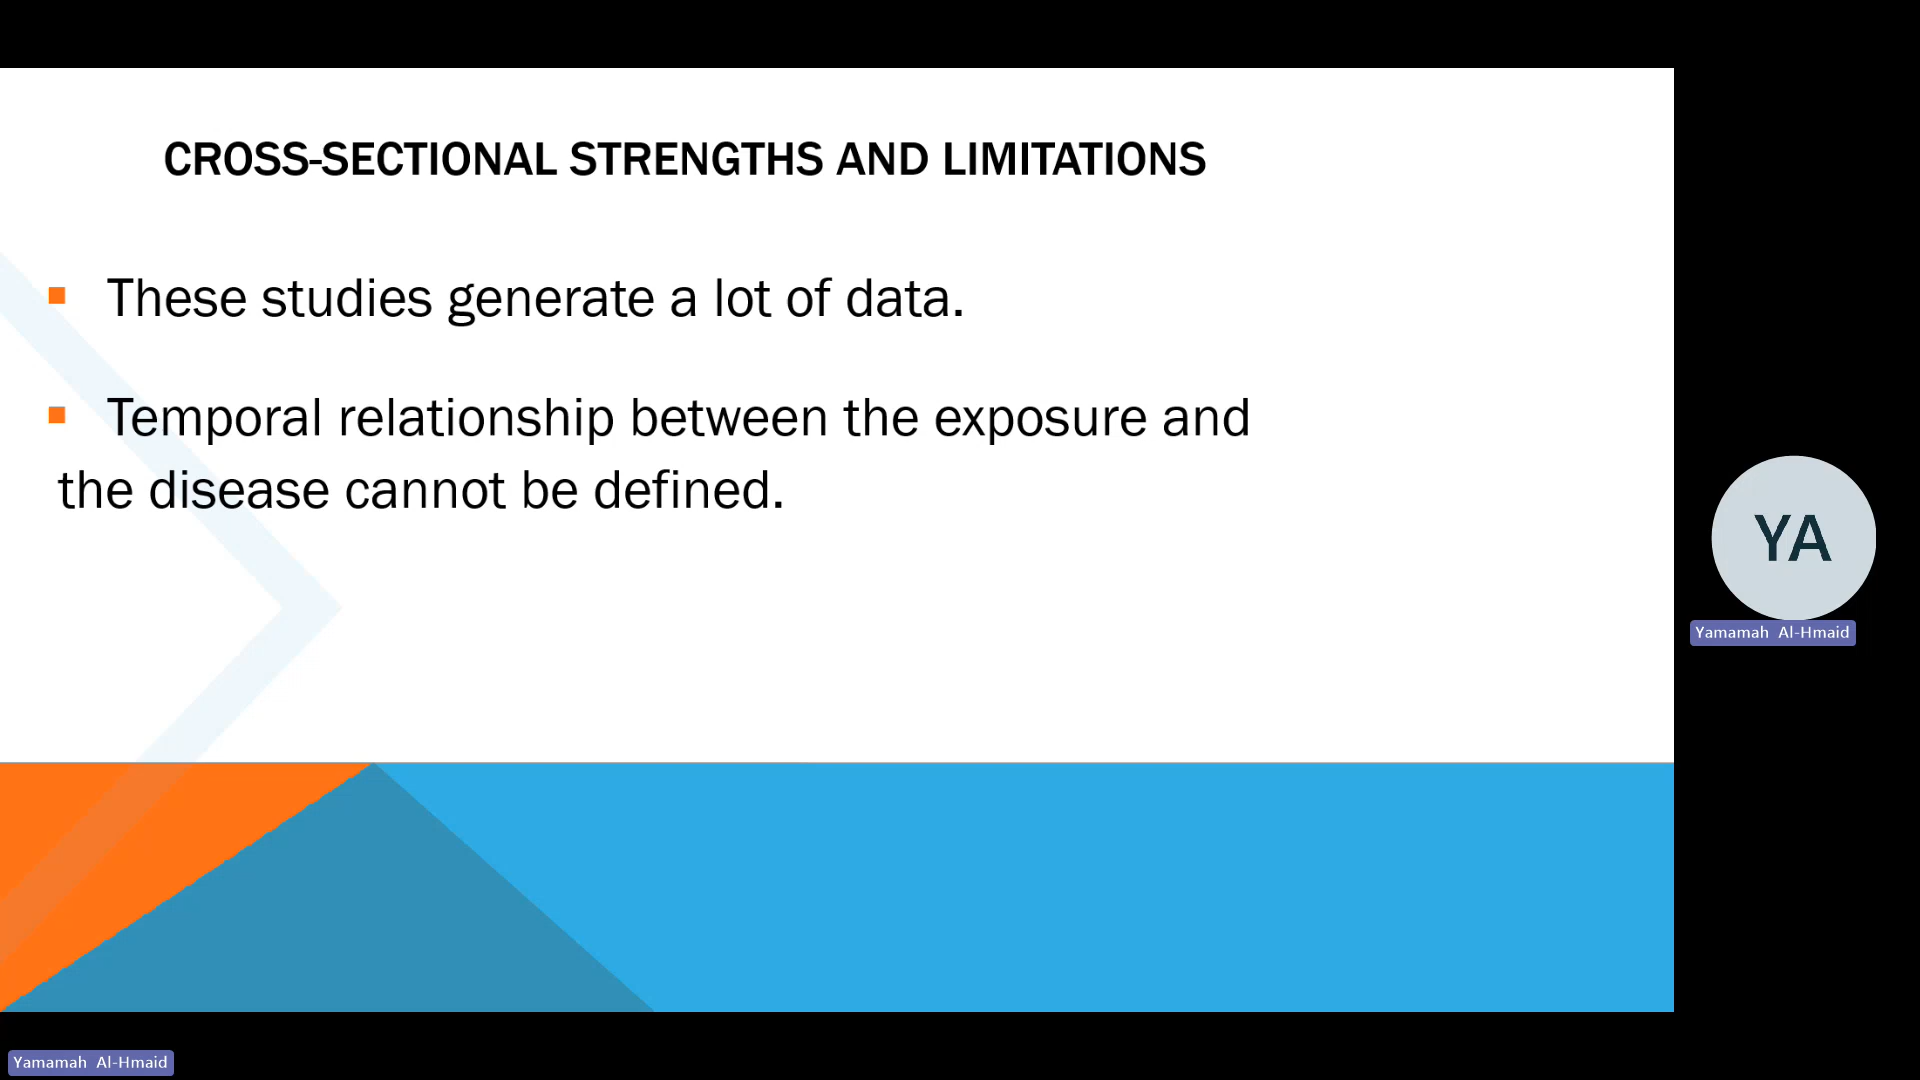 CROSS-SECTIONAL STRENGTHS AND LIMITATIONS
▪ These studies generate a lot of data.
▪ Temporal relationship between the exposure and
the disease cannot be defined.
YA
Yamamah Al-Hmaid
Yamamah Al-Hmaid